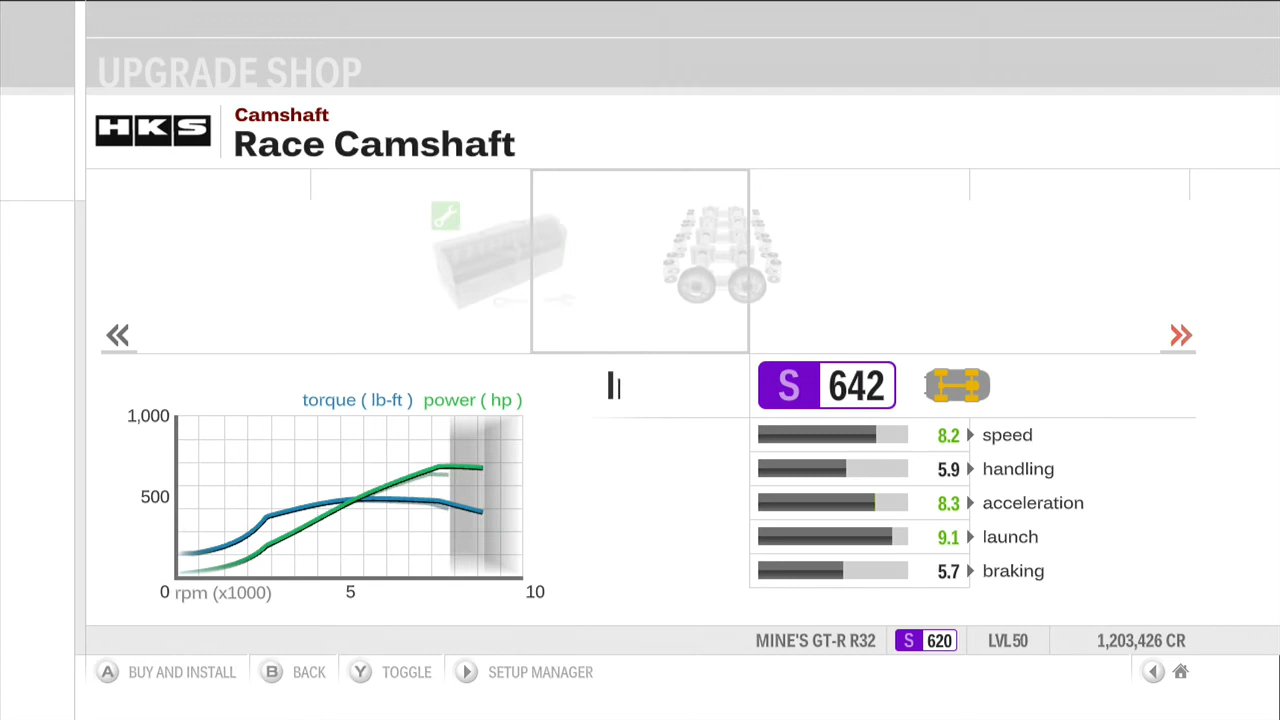 UPGRADE SHOP
HKS
Camshaft
Race Camshaft
S 642
torque ( lb-ft ) power ( hp )
1,000
500
0 rpm (x1000) 5 10
8.2 speed
5.9 handling
8.3 acceleration
9.1 launch
5.7 braking
MINE'S GT-R R32 S 620 LVL50 1,203,426 CR
A BUY AND INSTALL B BACK Y TOGGLE SETUP MANAGER